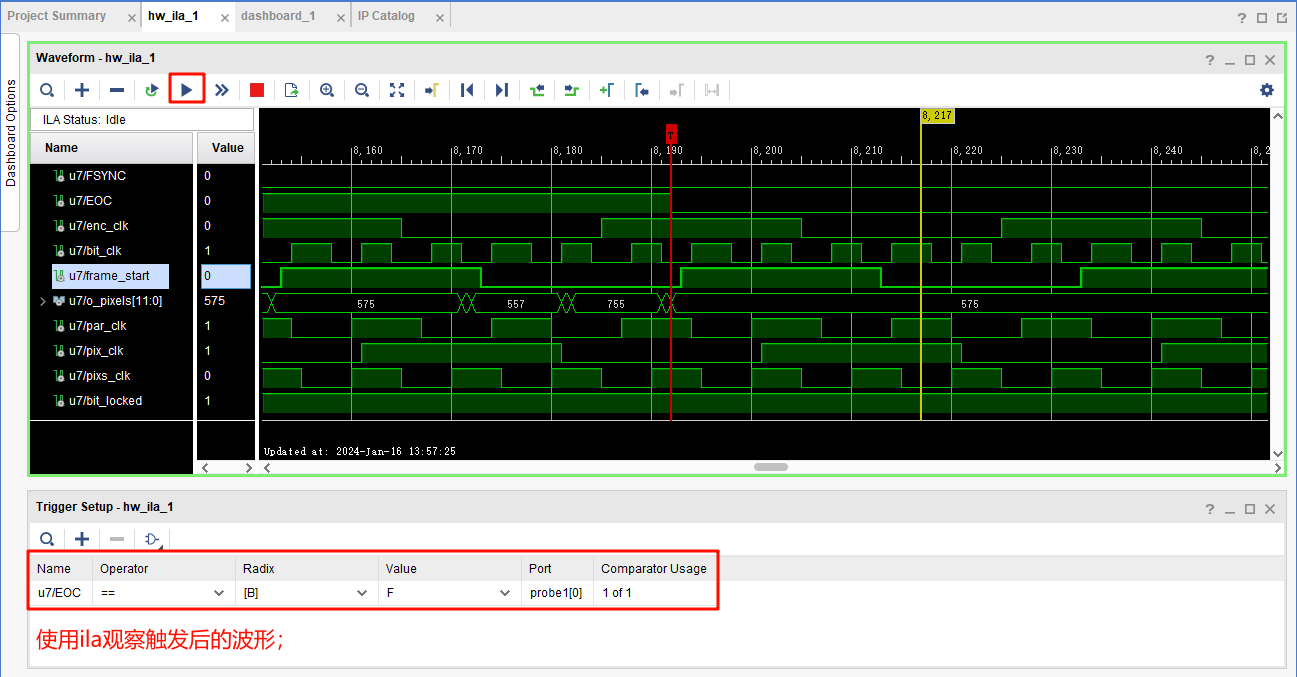 Project Summary × hw_ila_1 × dashboard_1 × IP Catalog ×
?
Dashboard Options
Waveform - hw_ila_1
?
ILA Status: Idle
Name Value
8,217
T
8,160 8,170 8,180 8,190 8,200 8,210 8,220 8,230 8,240 8,2
u7/FSYNC 0
u7/EOC 0
u7/enc_clk 0
u7/bit_clk 1
u7/frame_start 0
u7/o_pixels[11:0] 575 575 557 755 575
u7/par_clk 1
u7/pix_clk 1
u7/pixs_clk 0
u7/bit_locked 1
Updated at: 2024-Jan-16 13:57:25
Trigger Setup - hw_ila_1
?
Name Operator Radix Value Port Comparator Usage
u7/EOC == [B] F probe1[0] 1 of 1
使用ila观察触发后的波形；